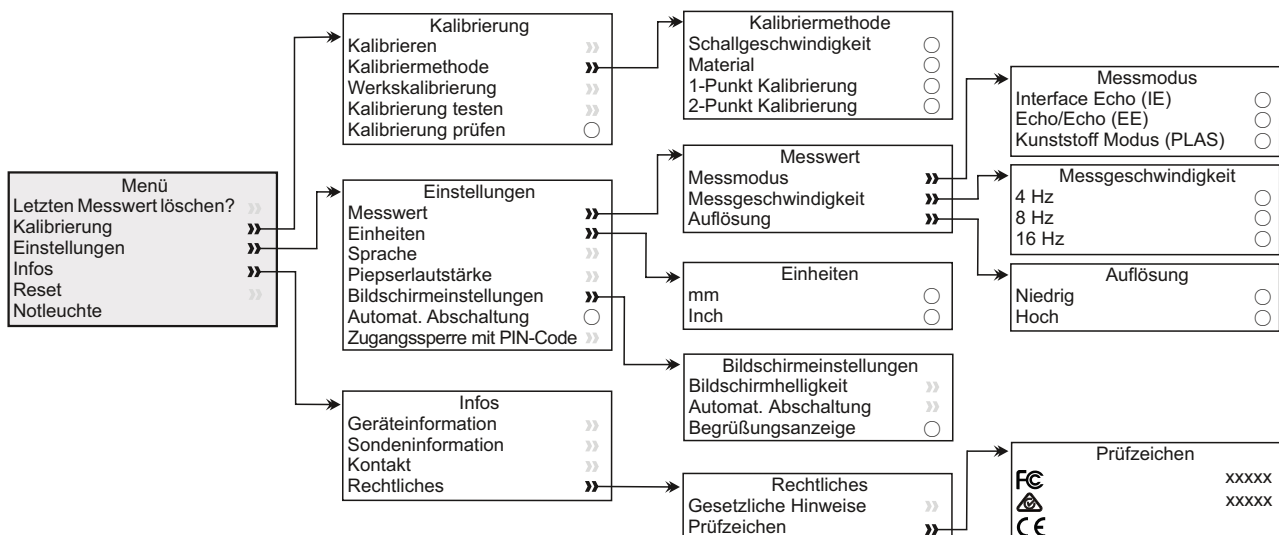 Menü
Letzten Messwert löschen?
Kalibrierung
Einstellungen
Infos
Reset
Notleuchte
Kalibrierung
Kalibrieren
Kalibriermethode
Werkskalibrierung
Kalibrierung testen
Kalibrierung prüfen
Einstellungen
Messwert
Einheiten
Sprache
Piepserlautstärke
Bildschirmeinstellungen
Automat. Abschaltung
Zugangssperre mit PIN-Code
Infos
Geräteinformation
Sondeninformation
Kontakt
Rechtliches
Kalibriermethode
Schallgeschwindigkeit
Material
1-Punkt Kalibrierung
2-Punkt Kalibrierung
Messwert
Messmodus
Messgeschwindigkeit
Auflösung
Einheiten
mm
Inch
Bildschirmeinstellungen
Bildschirmhelligkeit
Automat. Abschaltung
Begrüßungsanzeige
Rechtliches
Gesetzliche Hinweise
Prüfzeichen
Messmodus
Interface Echo (IE)
Echo/Echo (EE)
Kunststoff Modus (PLAS)
Messgeschwindigkeit
4 Hz
8 Hz
16 Hz
Auflösung
Niedrig
Hoch
Prüfzeichen
FC xxxxx
xxxxx
CE